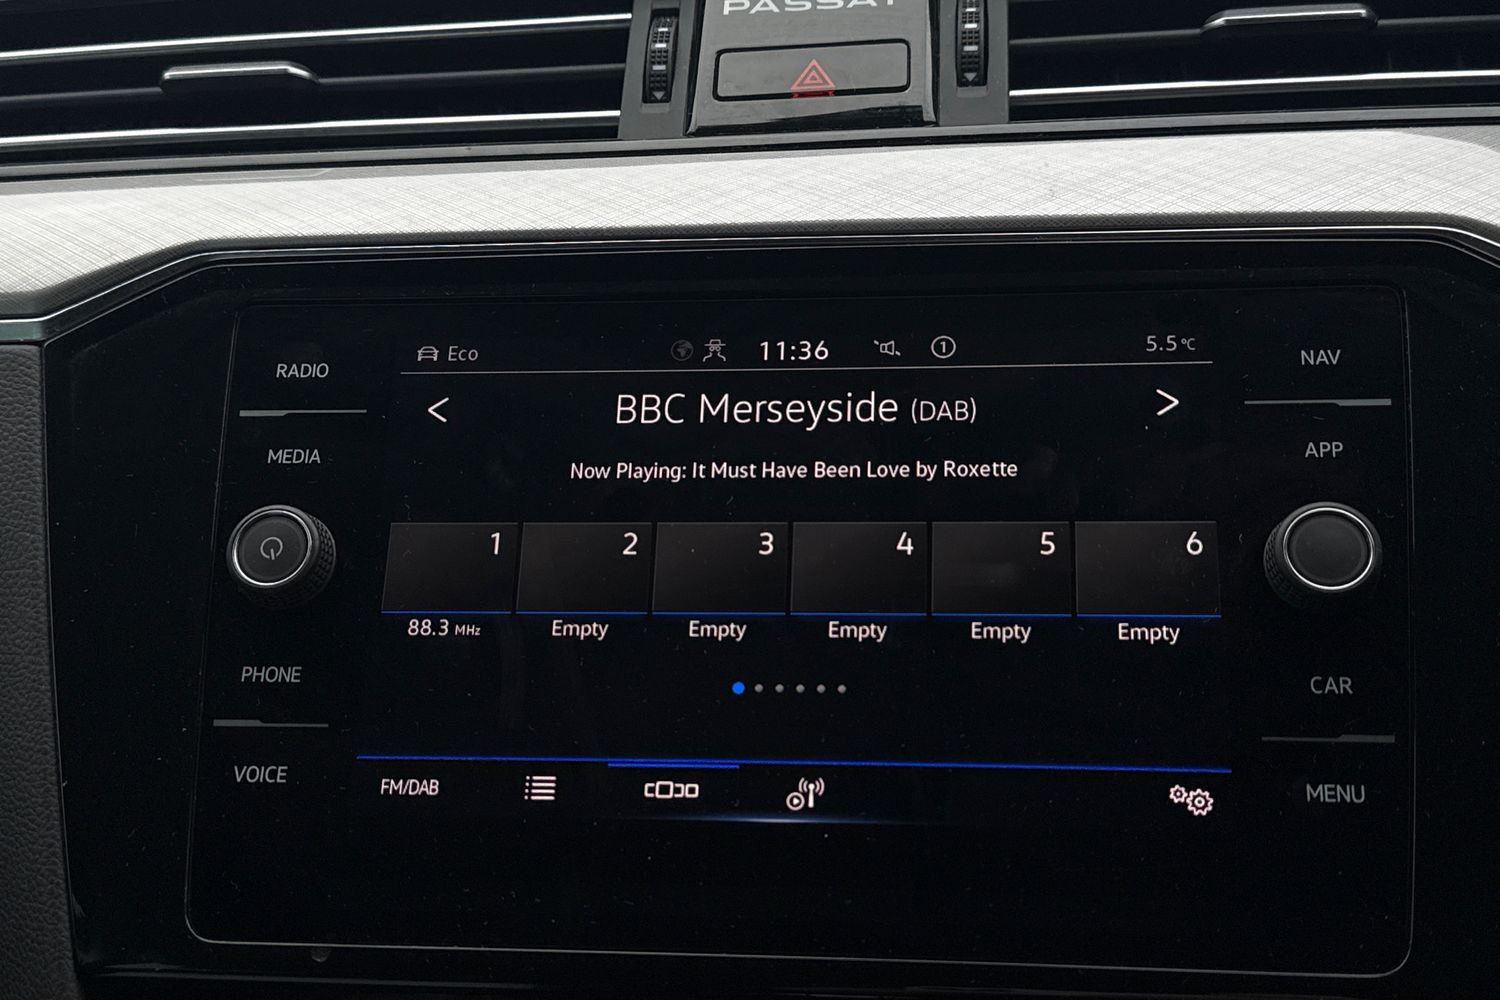 PASSAT
Eco
11:36
1
5.5°C
RADIO
NAV
< BBC Merseyside (DAB) >
MEDIA
APP
Now Playing: It Must Have Been Love by Roxette
1 2 3 4 5 6
88.3 MHz Empty Empty Empty Empty Empty
PHONE
CAR
VOICE
FM/DAB
MENU